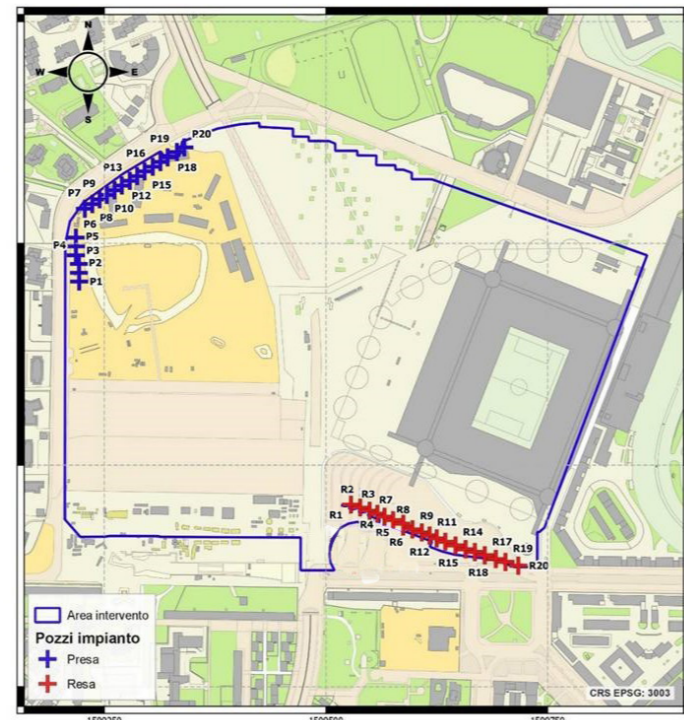 N
W E
S
P20
P19
P16
P18
P13
P15
P9
P12
P7
P10
P8
P6
P5
P4
P3
P2
P1
R2
R3
R7
R1
R8
R4
R9
R5
R11
R6
R12
R14
R17
R15
R19
R18
R20
Area intervento
Pozzi impianto
Presa
Resa
CRS EPSG: 3003